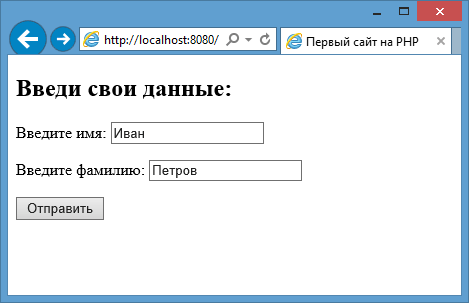 http://localhost:8080/
Первый сайт на PHP
Введи свои данные:
Введите имя: Иван
Введите фамилию: Петров
Отправить